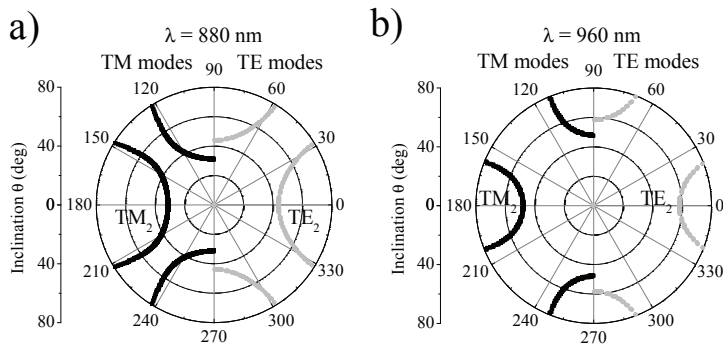 a)
λ = 880 nm
TM modes
90
TE modes
120
60
150
30
180
0
210
330
240
300
270
TM2
TE2
80
40
0
40
80
Inclination θ (deg)
b)
λ = 960 nm
TM modes
90
TE modes
120
60
150
30
180
0
210
330
240
300
270
TM2
TE2
80
40
0
40
80
Inclination θ (deg)